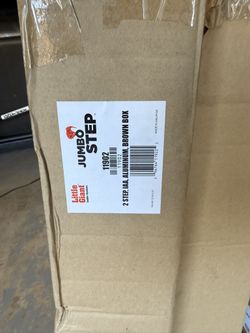 Little
Giant
JUMBO
STEP
11902
2 STEP, IAA, ALUMINUM, BROWN BOX